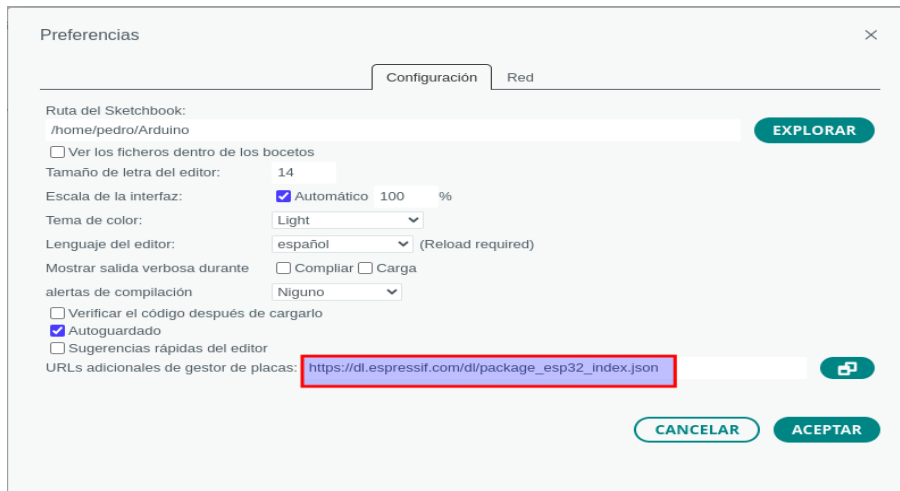 Preferencias
Configuración Red
Ruta del Sketchbook:
/home/pedro/Arduino EXPLORAR
Ver los ficheros dentro de los bocetos
Tamaño de letra del editor: 14
Escala de la interfaz: Automático 100 %
Tema de color: Light
Lenguaje del editor: español (Reload required)
Mostrar salida verbosa durante Compliar Carga
alertas de compilación Niguno
Verificar el código después de cargarlo
Autoguardado
Sugerencias rápidas del editor
URLs adicionales de gestor de placas: https://dl.espressif.com/dl/package_esp32_index.json
CANCELAR ACEPTAR